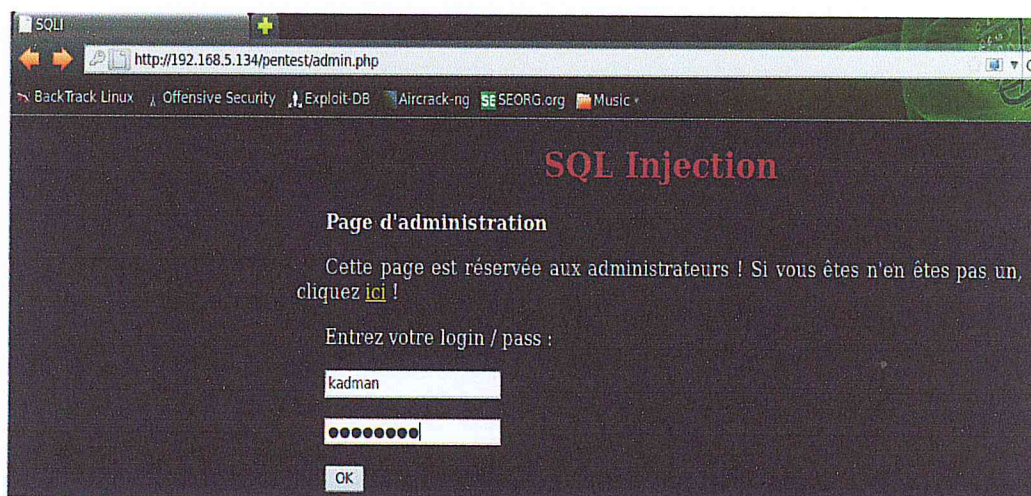 SQLI
http://192.168.5.134/pentest/admin.php
BackTrack Linux Offensive Security Exploit-DB Aircrack-ng SE SEORG.org Music
SQL Injection
Page d'administration
Cette page est réservée aux administrateurs ! Si vous êtes n'en êtes pas un,
cliquez ici !
Entrez votre login / pass :
kadman
●●●●●●●●
OK